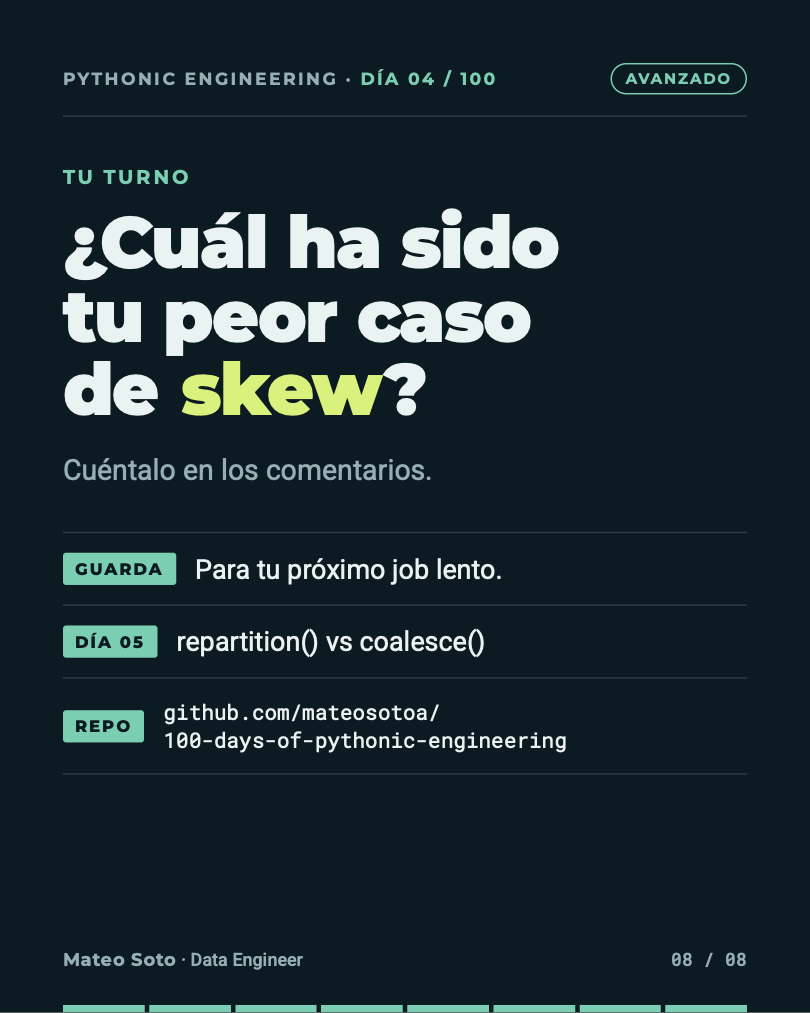 PYTHONIC ENGINEERING · DÍA 04 / 100
AVANZADO
TU TURNO
¿Cuál ha sido
tu peor caso
de skew?
Cuéntalo en los comentarios.
GUARDA Para tu próximo job lento.
DÍA 05 repartition() vs coalesce()
REPO github.com/mateosotoa/
100-days-of-pythonic-engineering
Mateo Soto · Data Engineer
08 / 08